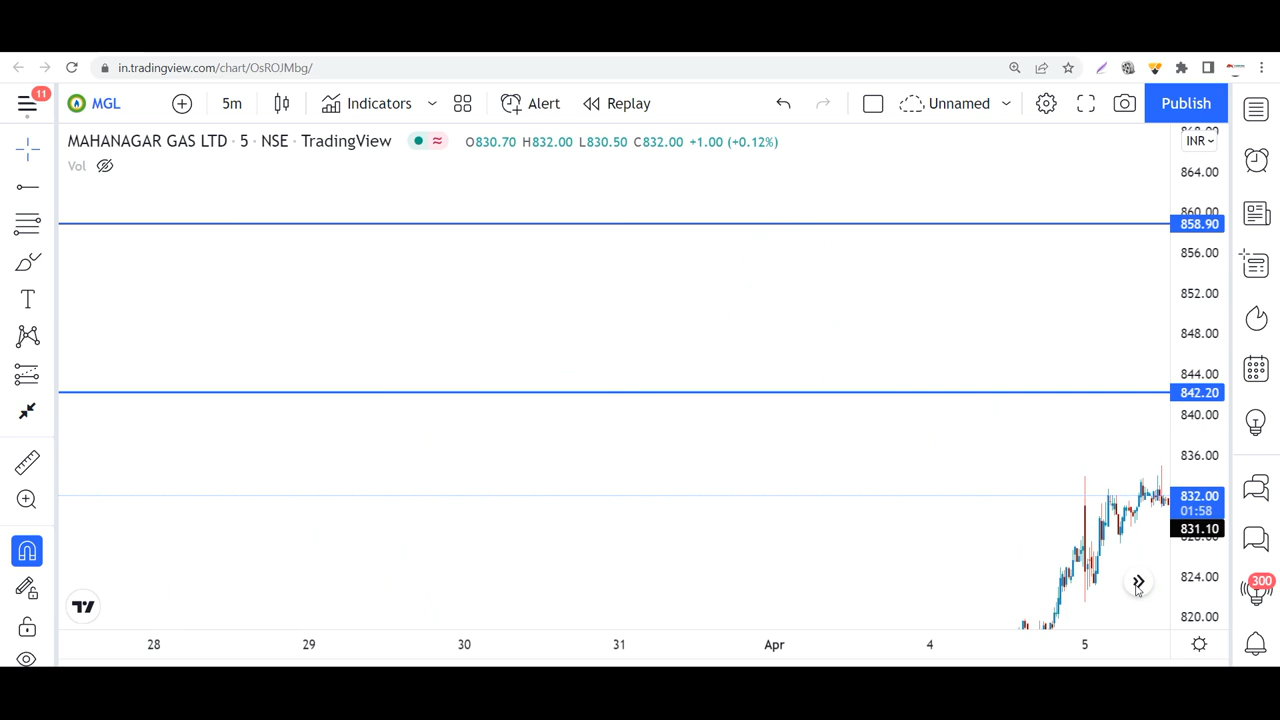 in.tradingview.com/chart/OsROJMbg/
11
MGL
5m
Indicators
Alert
Replay
Unnamed
Publish
MAHANAGAR GAS LTD · 5 · NSE · TradingView
O830.70 H832.00 L830.50 C832.00 +1.00 (+0.12%)
Vol
INR
864.00
860.00
858.90
856.00
852.00
848.00
844.00
842.20
840.00
836.00
832.00
01:58
831.10
824.00
820.00
300
28 29 30 31 Apr 4 5